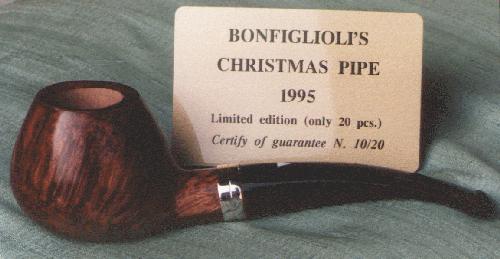 BONFIGLIOLI'S
CHRISTMAS PIPE
1995
Limited edition (only 20 pcs.)
Certify of guarantee N. 10/20